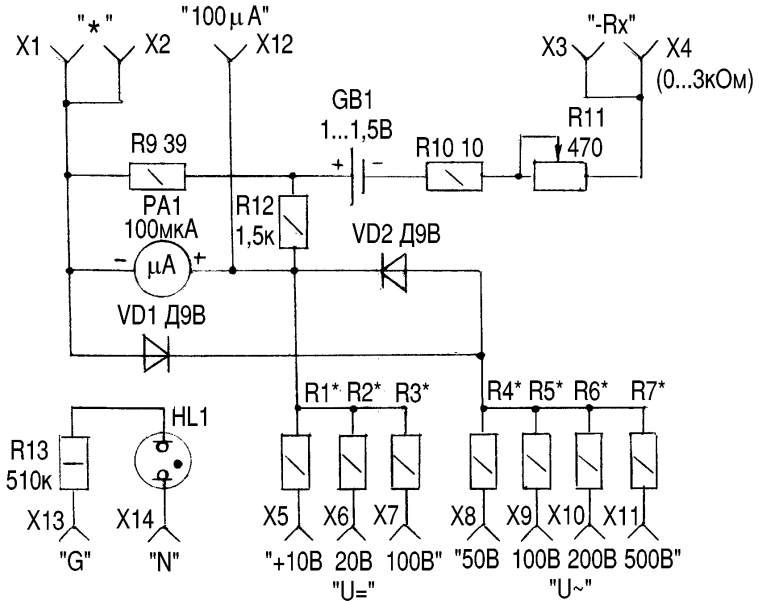 "*" "100μA" "-Rx"
X1 X2 X12 X3 X4
(0...3кОм)
GB1 R11
1...1,5В 470
R9 39 + - R10 10
PA1 R12
100мкА 1,5к VD2 Д9В
- μA +
VD1 Д9В
R1* R2* R3* R4* R5* R6* R7*
HL1
R13
510к
X13 X14 X5 X6 X7 X8 X9 X10 X11
"G" "N" "+10В 20В 100В" "50В 100В 200В 500В"
"U=" "U~"